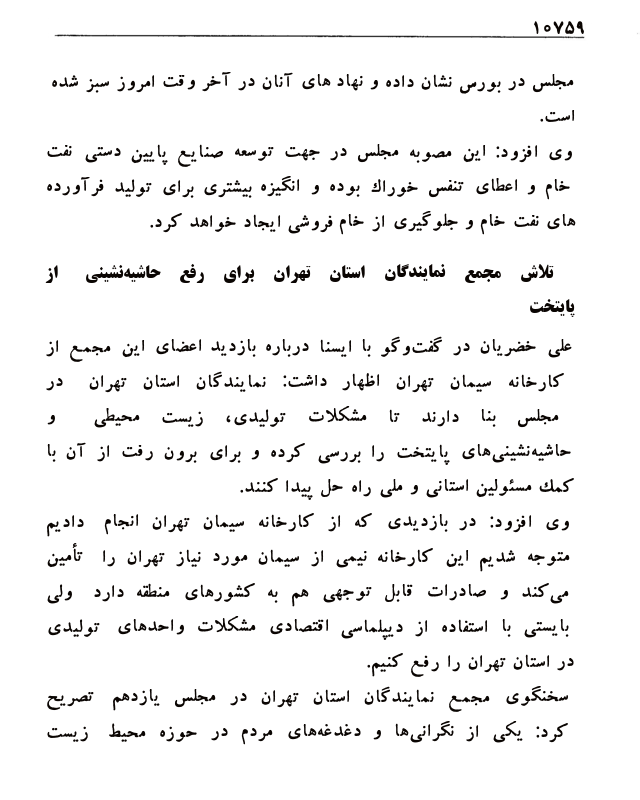 ۱۰۷۵۹
مجلس در بورس نشان داده و نهاد های آنان در آخر وقت امروز سبز شده
است.
وی افزود: این مصوبه مجلس در جهت توسعه صنایع پایین دستی نفت
خام و اعطای تنفس خوراك بوده و انگیزه بیشتری برای تولید فرآورده
های نفت خام و جلوگیری از خام فروشی ایجاد خواهد کرد.
تلاش مجمع نمایندگان استان تهران برای رفع حاشیه‌نشینی از
پایتخت
علی خضریان در گفت‌وگو با ایسنا درباره بازدید اعضای این مجمع از
کارخانه سیمان تهران اظهار داشت: نمایندگان استان تهران در
مجلس بنا دارند تا مشکلات تولیدی، زیست محیطی و
حاشیه‌نشینی‌های پایتخت را بررسی کرده و برای برون رفت از آن با
کمك مسئولین استانی و ملی راه حل پیدا کنند.
وی افزود: در بازدیدی که از کارخانه سیمان تهران انجام دادیم
متوجه شدیم این کارخانه نیمی از سیمان مورد نیاز تهران را تأمین
می‌کند و صادرات قابل توجهی هم به کشورهای منطقه دارد ولی
بایستی با استفاده از دیپلماسی اقتصادی مشکلات واحدهای تولیدی
در استان تهران را رفع کنیم.
سخنگوی مجمع نمایندگان استان تهران در مجلس یازدهم تصریح
کرد: یکی از نگرانی‌ها و دغدغه‌های مردم در حوزه محیط زیست